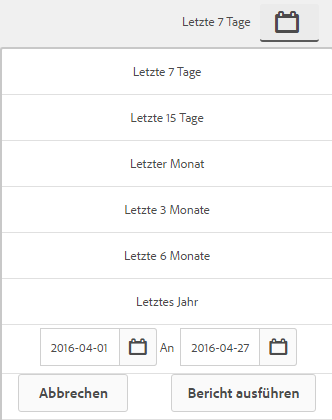 Letzte 7 Tage
Letzte 7 Tage
Letzte 15 Tage
Letzter Monat
Letzte 3 Monate
Letzte 6 Monate
Letztes Jahr
2016-04-01 An 2016-04-27
Abbrechen Bericht ausführen